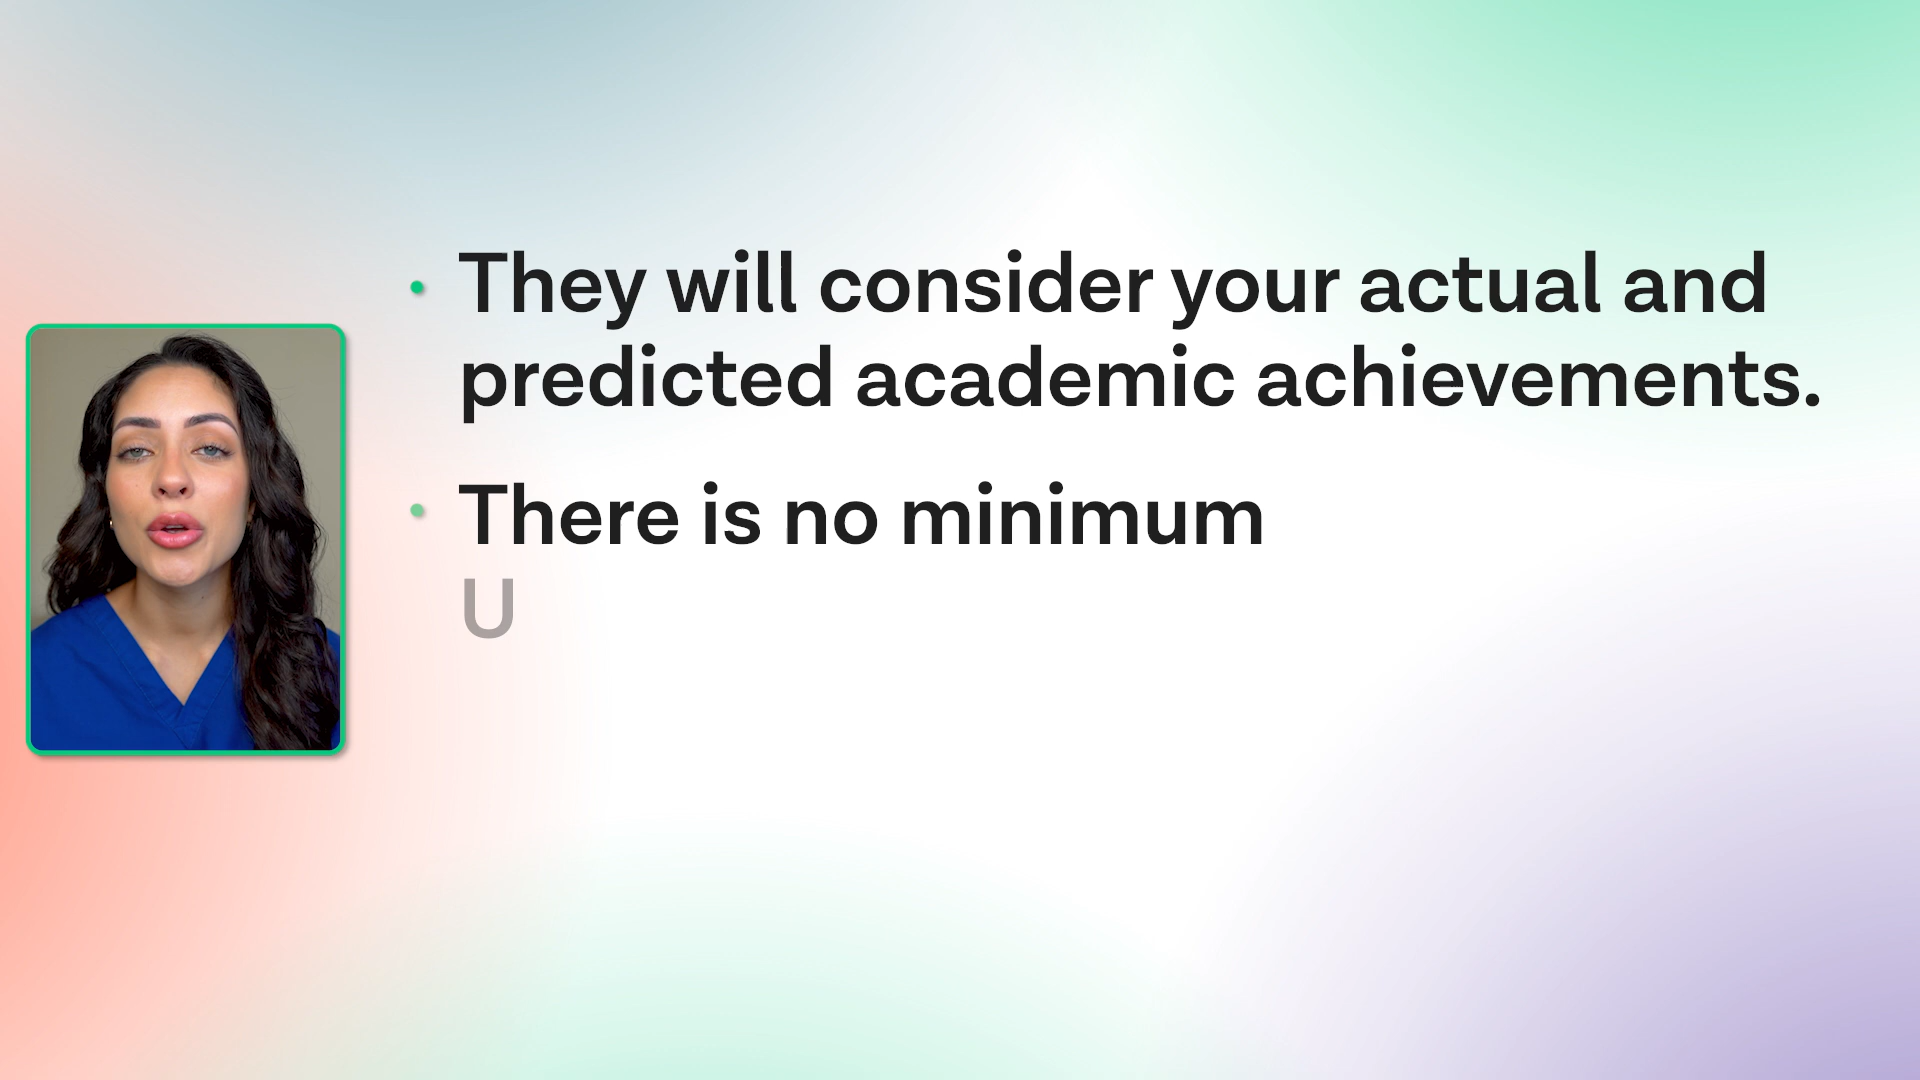 They will consider your actual and
predicted academic achievements.
There is no minimum
U